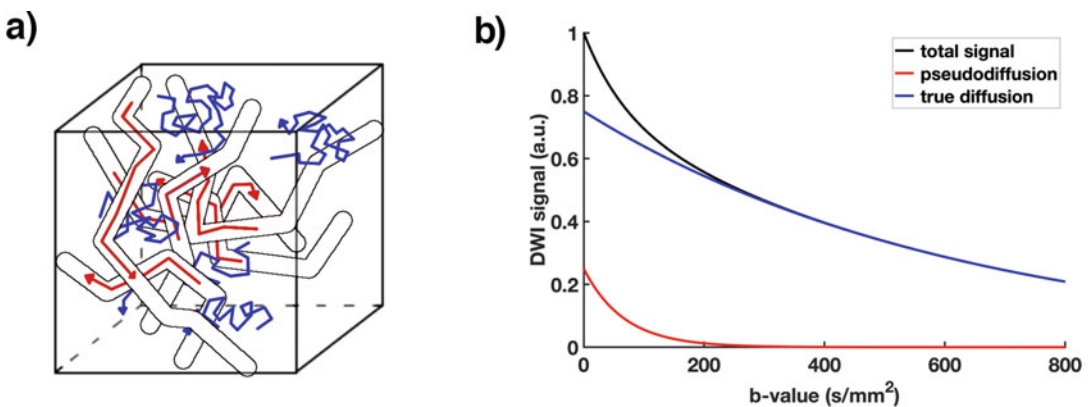 a)
b)
1
0.8
0.6
0.4
0.2
0
DWI signal (a.u.)
total signal
pseudodiffusion
true diffusion
0 200 400 600 800
b-value (s/mm²)